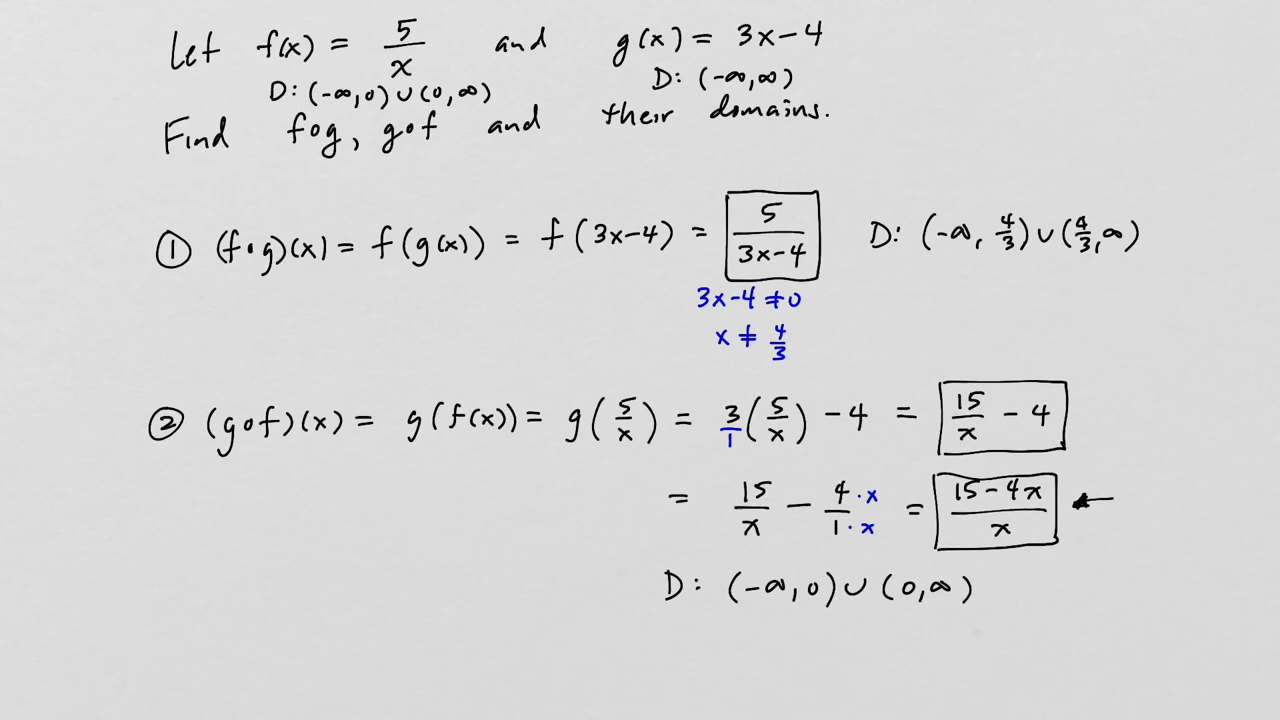 Let f(x) = 5/x and g(x) = 3x-4
D: (-∞,0)∪(0,∞) D: (-∞,∞)
Find f∘g, g∘f and their domains.
① (f∘g)(x) = f(g(x)) = f(3x-4) = 5/(3x-4) D: (-∞, 4/3)∪(4/3,∞)
3x-4 ≠ 0
x ≠ 4/3
② (g∘f)(x) = g(f(x)) = g(5/x) = 3/1(5/x) - 4 = 15/x - 4
= 15/x - 4·x/1·x = (15-4x)/x ←
D: (-∞,0)∪(0,∞)